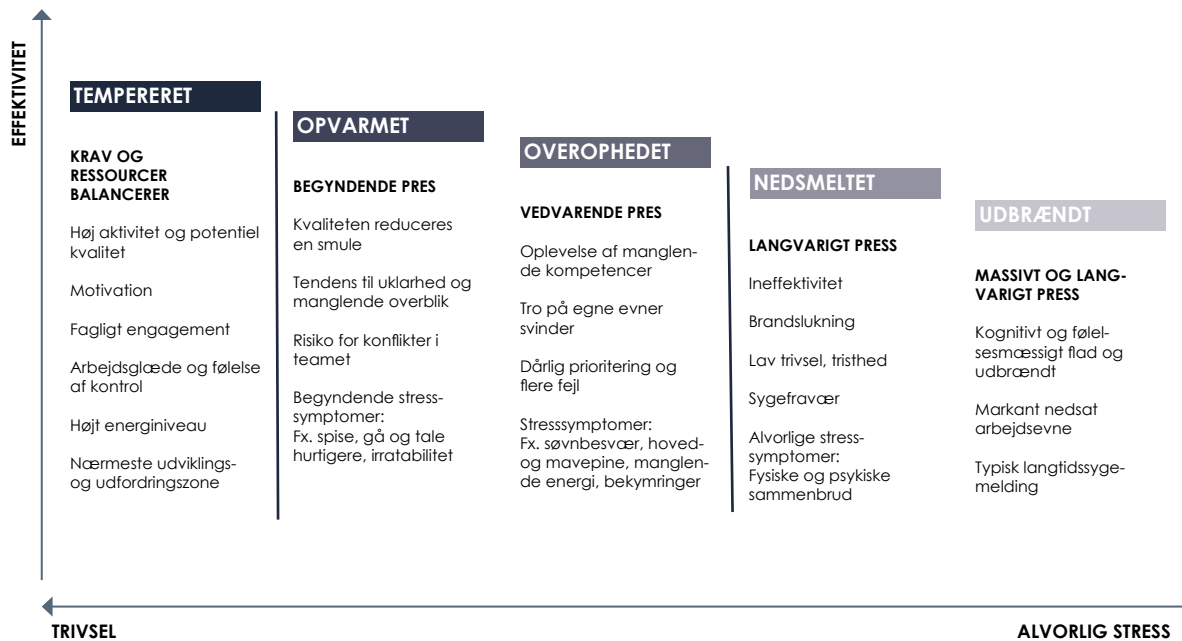 EFFEKTIVITET
TEMPERERET
KRAV OG
RESSOURCER
BALANCERER
Høj aktivitet og potentiel
kvalitet
Motivation
Fagligt engagement
Arbejdsglæde og følelse
af kontrol
Højt energiniveau
Nærmeste udviklings-
og udfordringszone
OPVARMET
BEGYNDENDE PRES
Kvaliteten reduceres
en smule
Tendens til uklarhed og
manglende overblik
Risiko for konflikter i
teamet
Begyndende stress-
symptomer:
Fx. spise, gå og tale
hurtigere, irratabilitet
OVEROPHEDET
VEDVARENDE PRES
Oplevelse af manglen-
de kompetencer
Tro på egne evner
svinder
Dårlig prioritering og
flere fejl
Stresssymptomer:
Fx. søvnbesvær, hoved-
og mavepine, manglen-
de energi, bekymringer
NEDSMELTET
LANGVARIGT PRESS
Ineffektivitet
Brandslukning
Lav trivsel, tristhed
Sygefravær
Alvorlige stress-
symptomer:
Fysiske og psykiske
sammenbrud
UDBRÆNDT
MASSIVT OG LANG-
VARIGT PRESS
Kognitivt og følel-
sesmæssigt flad og
udbrændt
Markant nedsat
arbejdsevne
Typisk langtidssyge-
melding
TRIVSEL
ALVORLIG STRESS